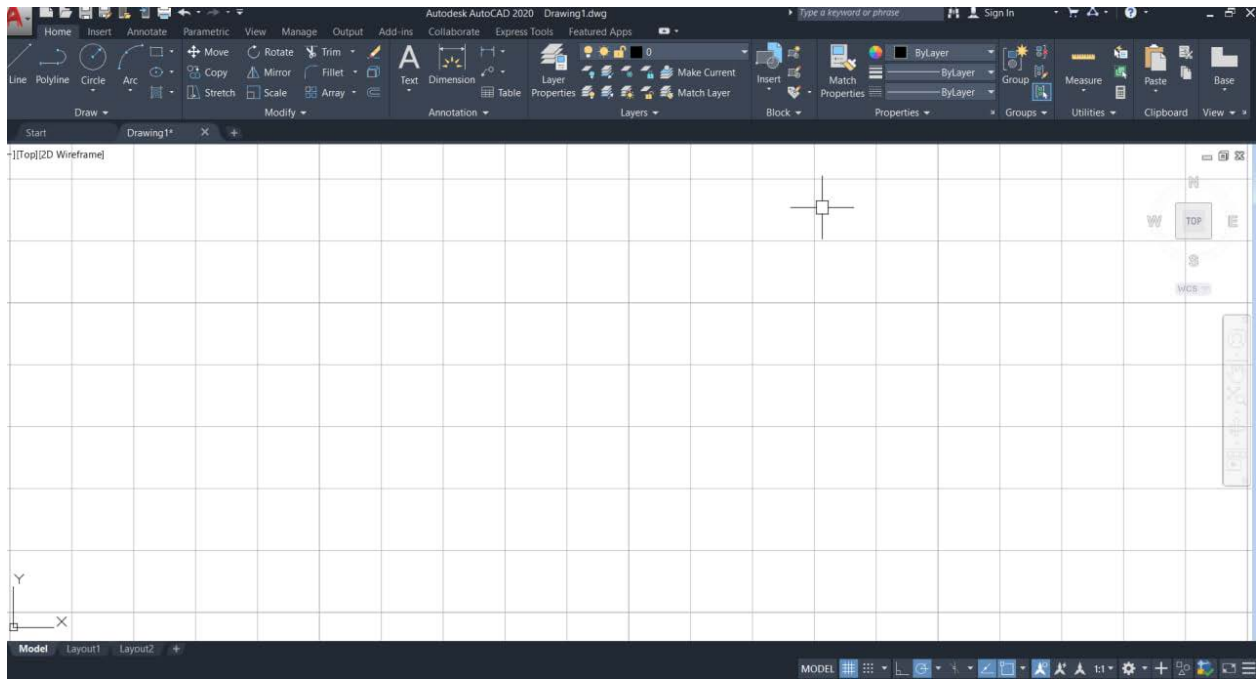 Autodesk AutoCAD 2020 Drawing1.dwg Type a keyword or phrase Sign In
Home Insert Annotate Parametric View Manage Output Add-ins Collaborate Express Tools Featured Apps
Move Rotate Trim 0 Make Current ByLayer
Copy Mirror Fillet Match Layer ByLayer
Stretch Scale Array Table ByLayer
Line Polyline Circle Arc Text Dimension Layer Properties Insert Match Properties Group Measure Paste Base
Draw Modify Annotation Layers Block Properties Groups Utilities Clipboard View
Start Drawing1* +
-][Top][2D Wireframe]
N
W TOP E
S
WCS
Y
X
Model Layout1 Layout2 +
MODEL 1:1